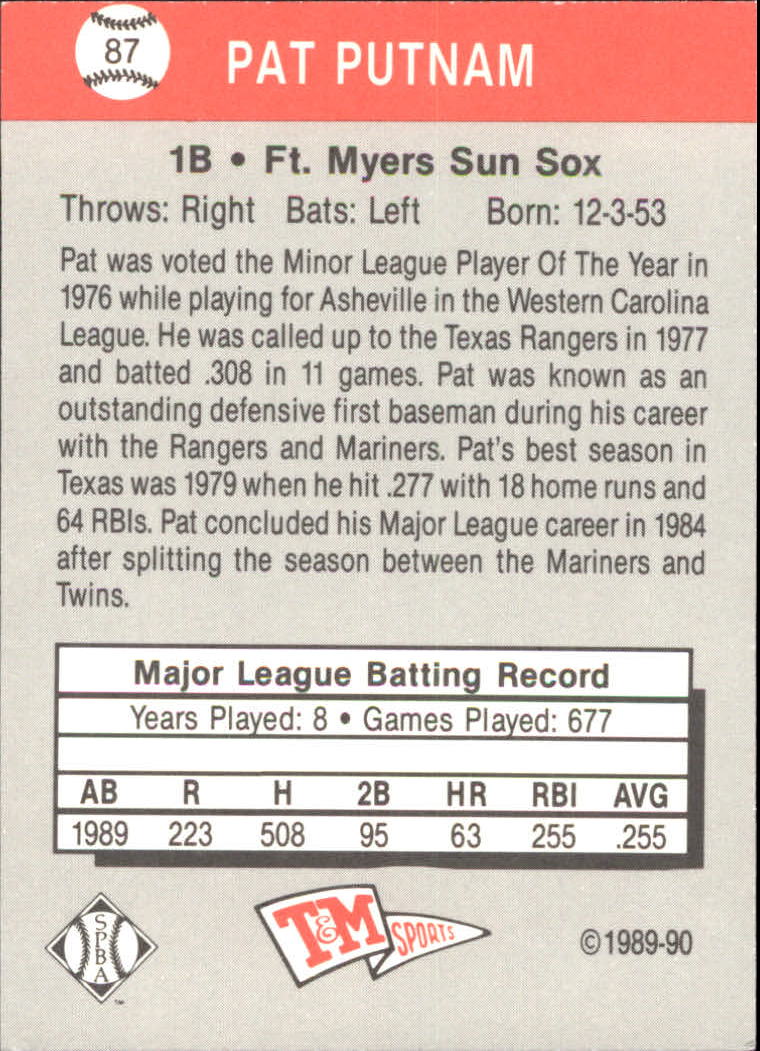 87
PAT PUTNAM
1B • Ft. Myers Sun Sox
Throws: Right Bats: Left Born: 12-3-53
Pat was voted the Minor League Player Of The Year in
1976 while playing for Asheville in the Western Carolina
League. He was called up to the Texas Rangers in 1977
and batted .308 in 11 games. Pat was known as an
outstanding defensive first baseman during his career
with the Rangers and Mariners. Pat's best season in
Texas was 1979 when he hit .277 with 18 home runs and
64 RBIs. Pat concluded his Major League career in 1984
after splitting the season between the Mariners and
Twins.
Major League Batting Record
Years Played: 8 • Games Played: 677
AB R H 2B HR RBI AVG
1989 223 508 95 63 255 .255
SPBA
™
T&M SPORTS
©1989-90